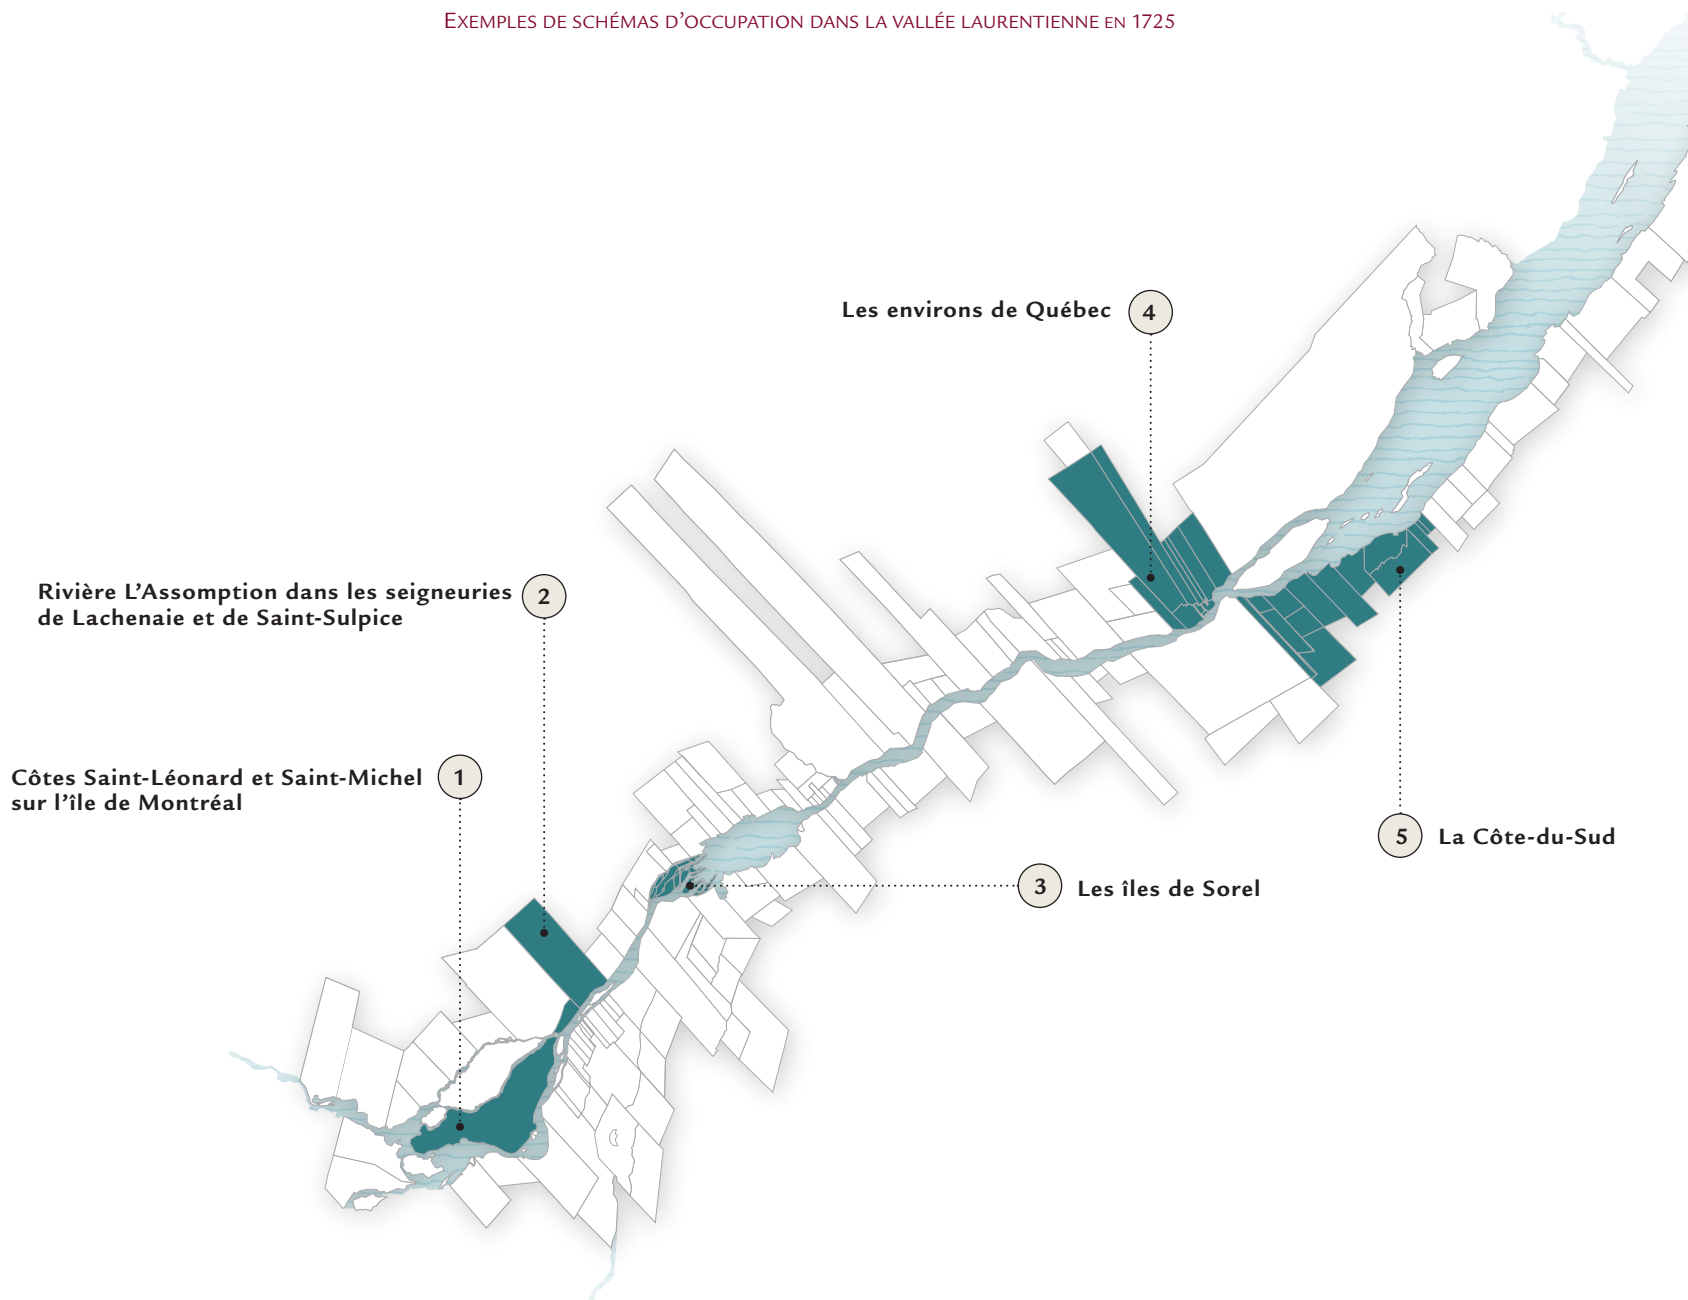 EXEMPLES DE SCHÉMAS D’OCCUPATION DANS LA VALLÉE LAURENTIENNE EN 1725
Les environs de Québec
4
Rivière L’Assomption dans les seigneuries
de Lachenaie et de Saint-Sulpice
2
Côtes Saint-Léonard et Saint-Michel
sur l’île de Montréal
1
5
La Côte-du-Sud
3
Les îles de Sorel